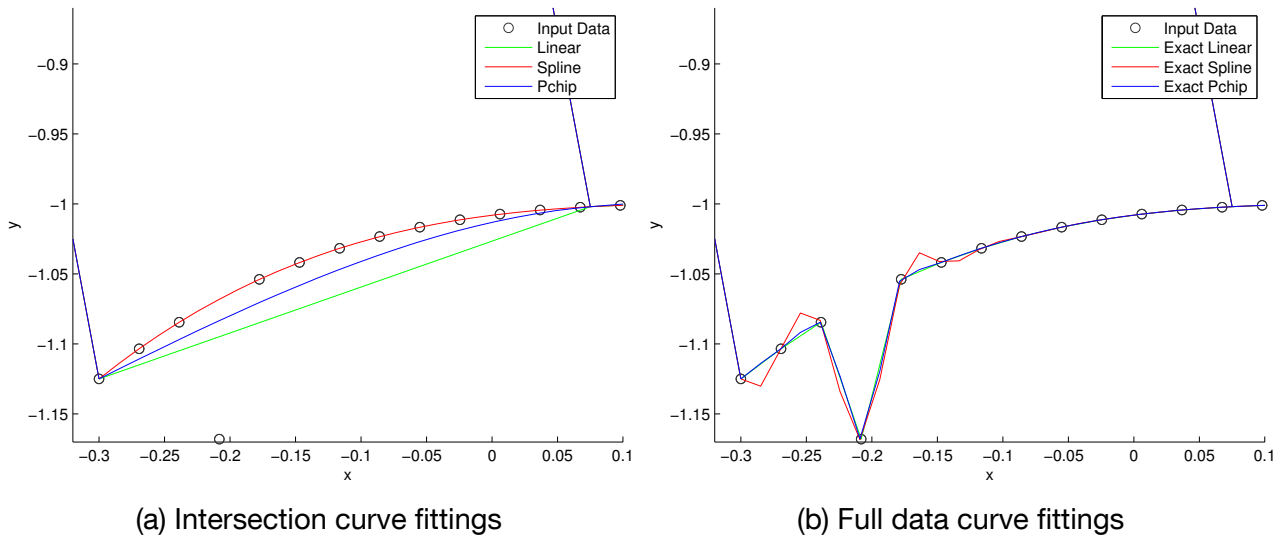 Input Data
Linear
Spline
Pchip
−0.9
−0.95
−1
−1.05
−1.1
−1.15
y
−0.3 −0.25 −0.2 −0.15 −0.1 −0.05 0 0.05 0.1
x
(a) Intersection curve fittings
Input Data
Exact Linear
Exact Spline
Exact Pchip
−0.9
−0.95
−1
−1.05
−1.1
−1.15
y
−0.3 −0.25 −0.2 −0.15 −0.1 −0.05 0 0.05 0.1
x
(b) Full data curve fittings